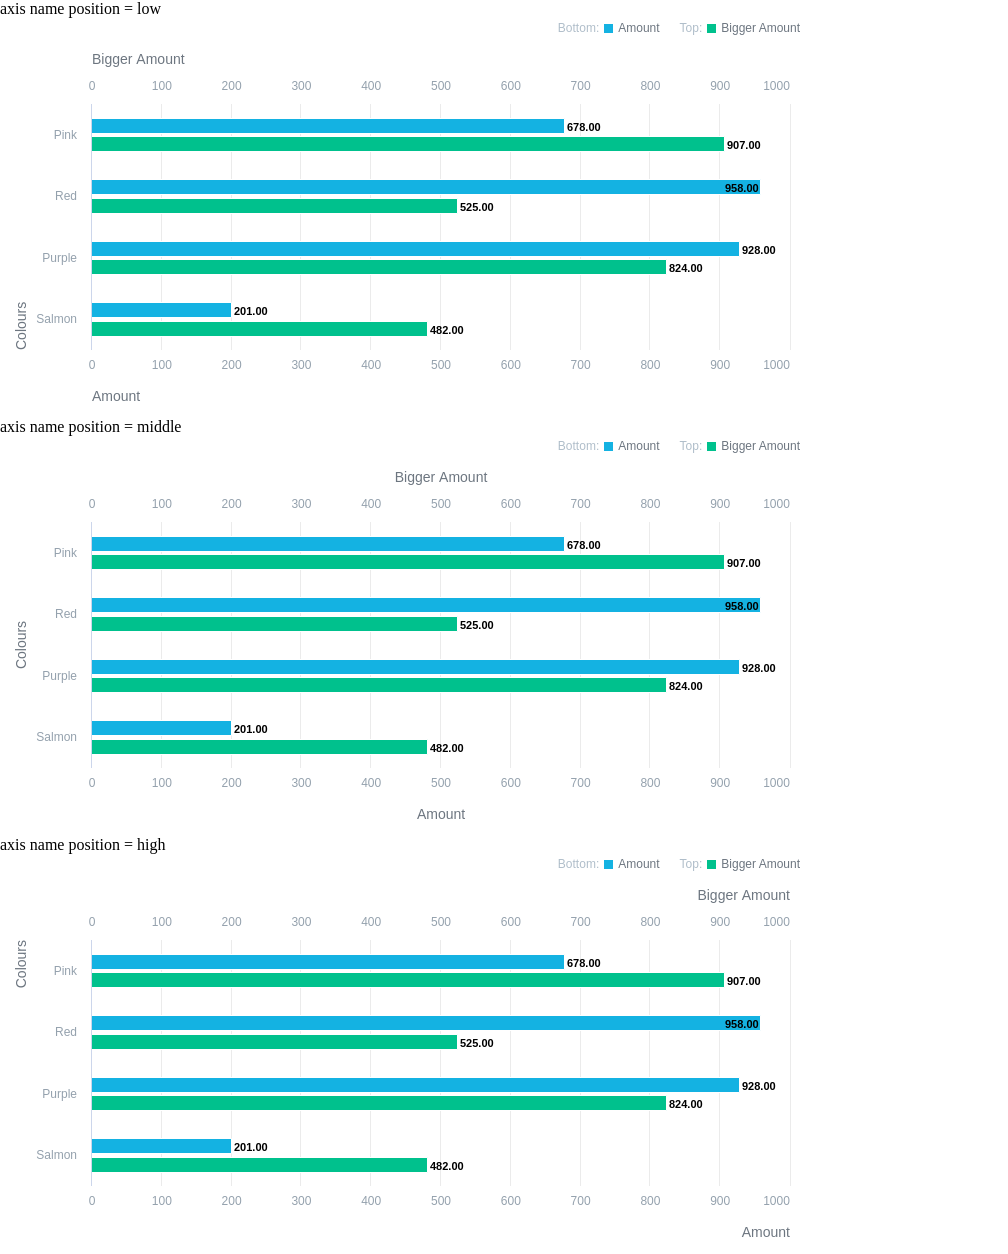 axis name position = low
Bottom: Amount Top: Bigger Amount
Bigger Amount
0 100 200 300 400 500 600 700 800 900 1000
Pink 678.00
907.00
Red 958.00
525.00
Purple 928.00
824.00
Salmon 201.00
482.00
Colours
0 100 200 300 400 500 600 700 800 900 1000
Amount
axis name position = middle
Bottom: Amount Top: Bigger Amount
Bigger Amount
0 100 200 300 400 500 600 700 800 900 1000
Pink 678.00
907.00
Red 958.00
525.00
Colours
Purple 928.00
824.00
Salmon 201.00
482.00
0 100 200 300 400 500 600 700 800 900 1000
Amount
axis name position = high
Bottom: Amount Top: Bigger Amount
Bigger Amount
0 100 200 300 400 500 600 700 800 900 1000
Colours
Pink 678.00
907.00
Red 958.00
525.00
Purple 928.00
824.00
Salmon 201.00
482.00
0 100 200 300 400 500 600 700 800 900 1000
Amount